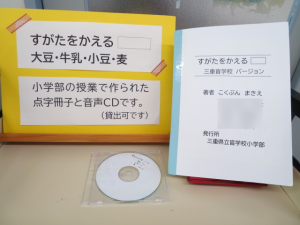 すがたをかえる
大豆・牛乳・小豆・麦
小学部の授業で作られた
点字冊子と音声CDです。
（貸出可です）
すがたをかえる
三重盲学校 バージョン
著者 こくぶん まきえ
発行所
三重県立盲学校小学部